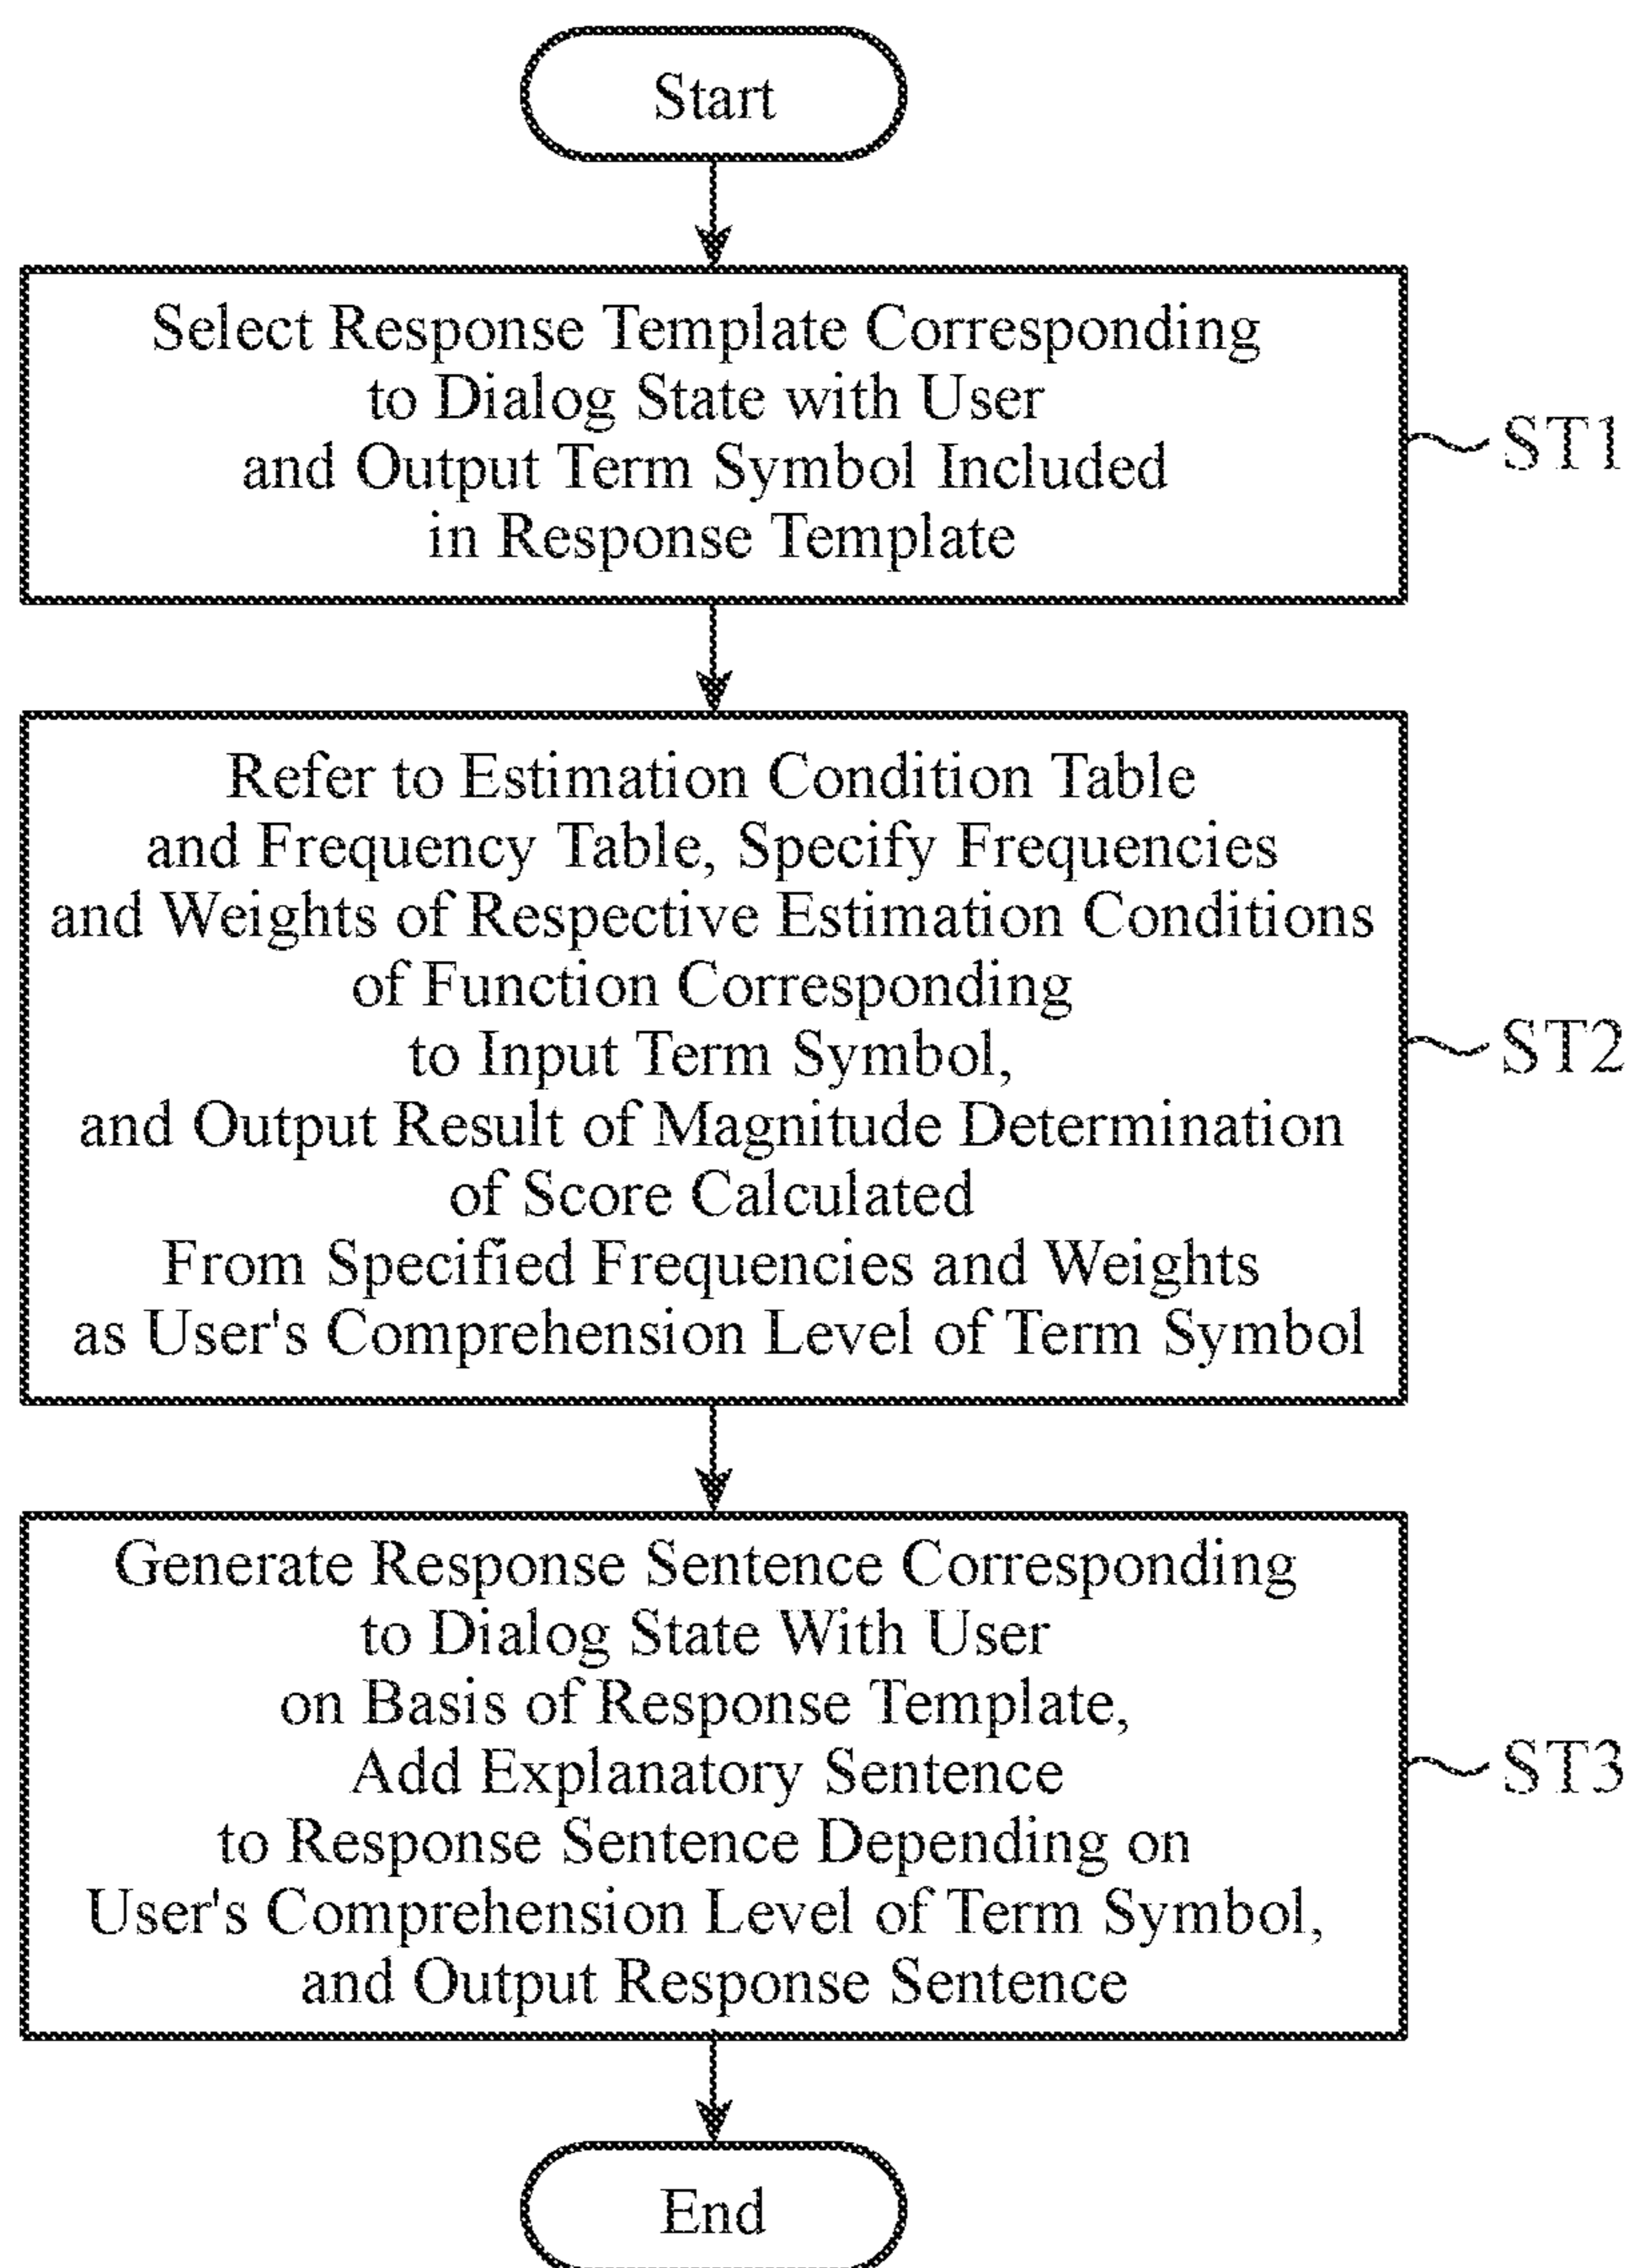 Start
Select Response Template Corresponding
to Dialog State with User
and Output Term Symbol Included
in Response Template
ST1
Refer to Estimation Condition Table
and Frequency Table, Specify Frequencies
and Weights of Respective Estimation Conditions
of Function Corresponding
to Input Term Symbol,
and Output Result of Magnitude Determination
of Score Calculated
From Specified Frequencies and Weights
as User's Comprehension Level of Term Symbol
ST2
Generate Response Sentence Corresponding
to Dialog State With User
on Basis of Response Template,
Add Explanatory Sentence
to Response Sentence Depending on
User's Comprehension Level of Term Symbol,
and Output Response Sentence
ST3
End